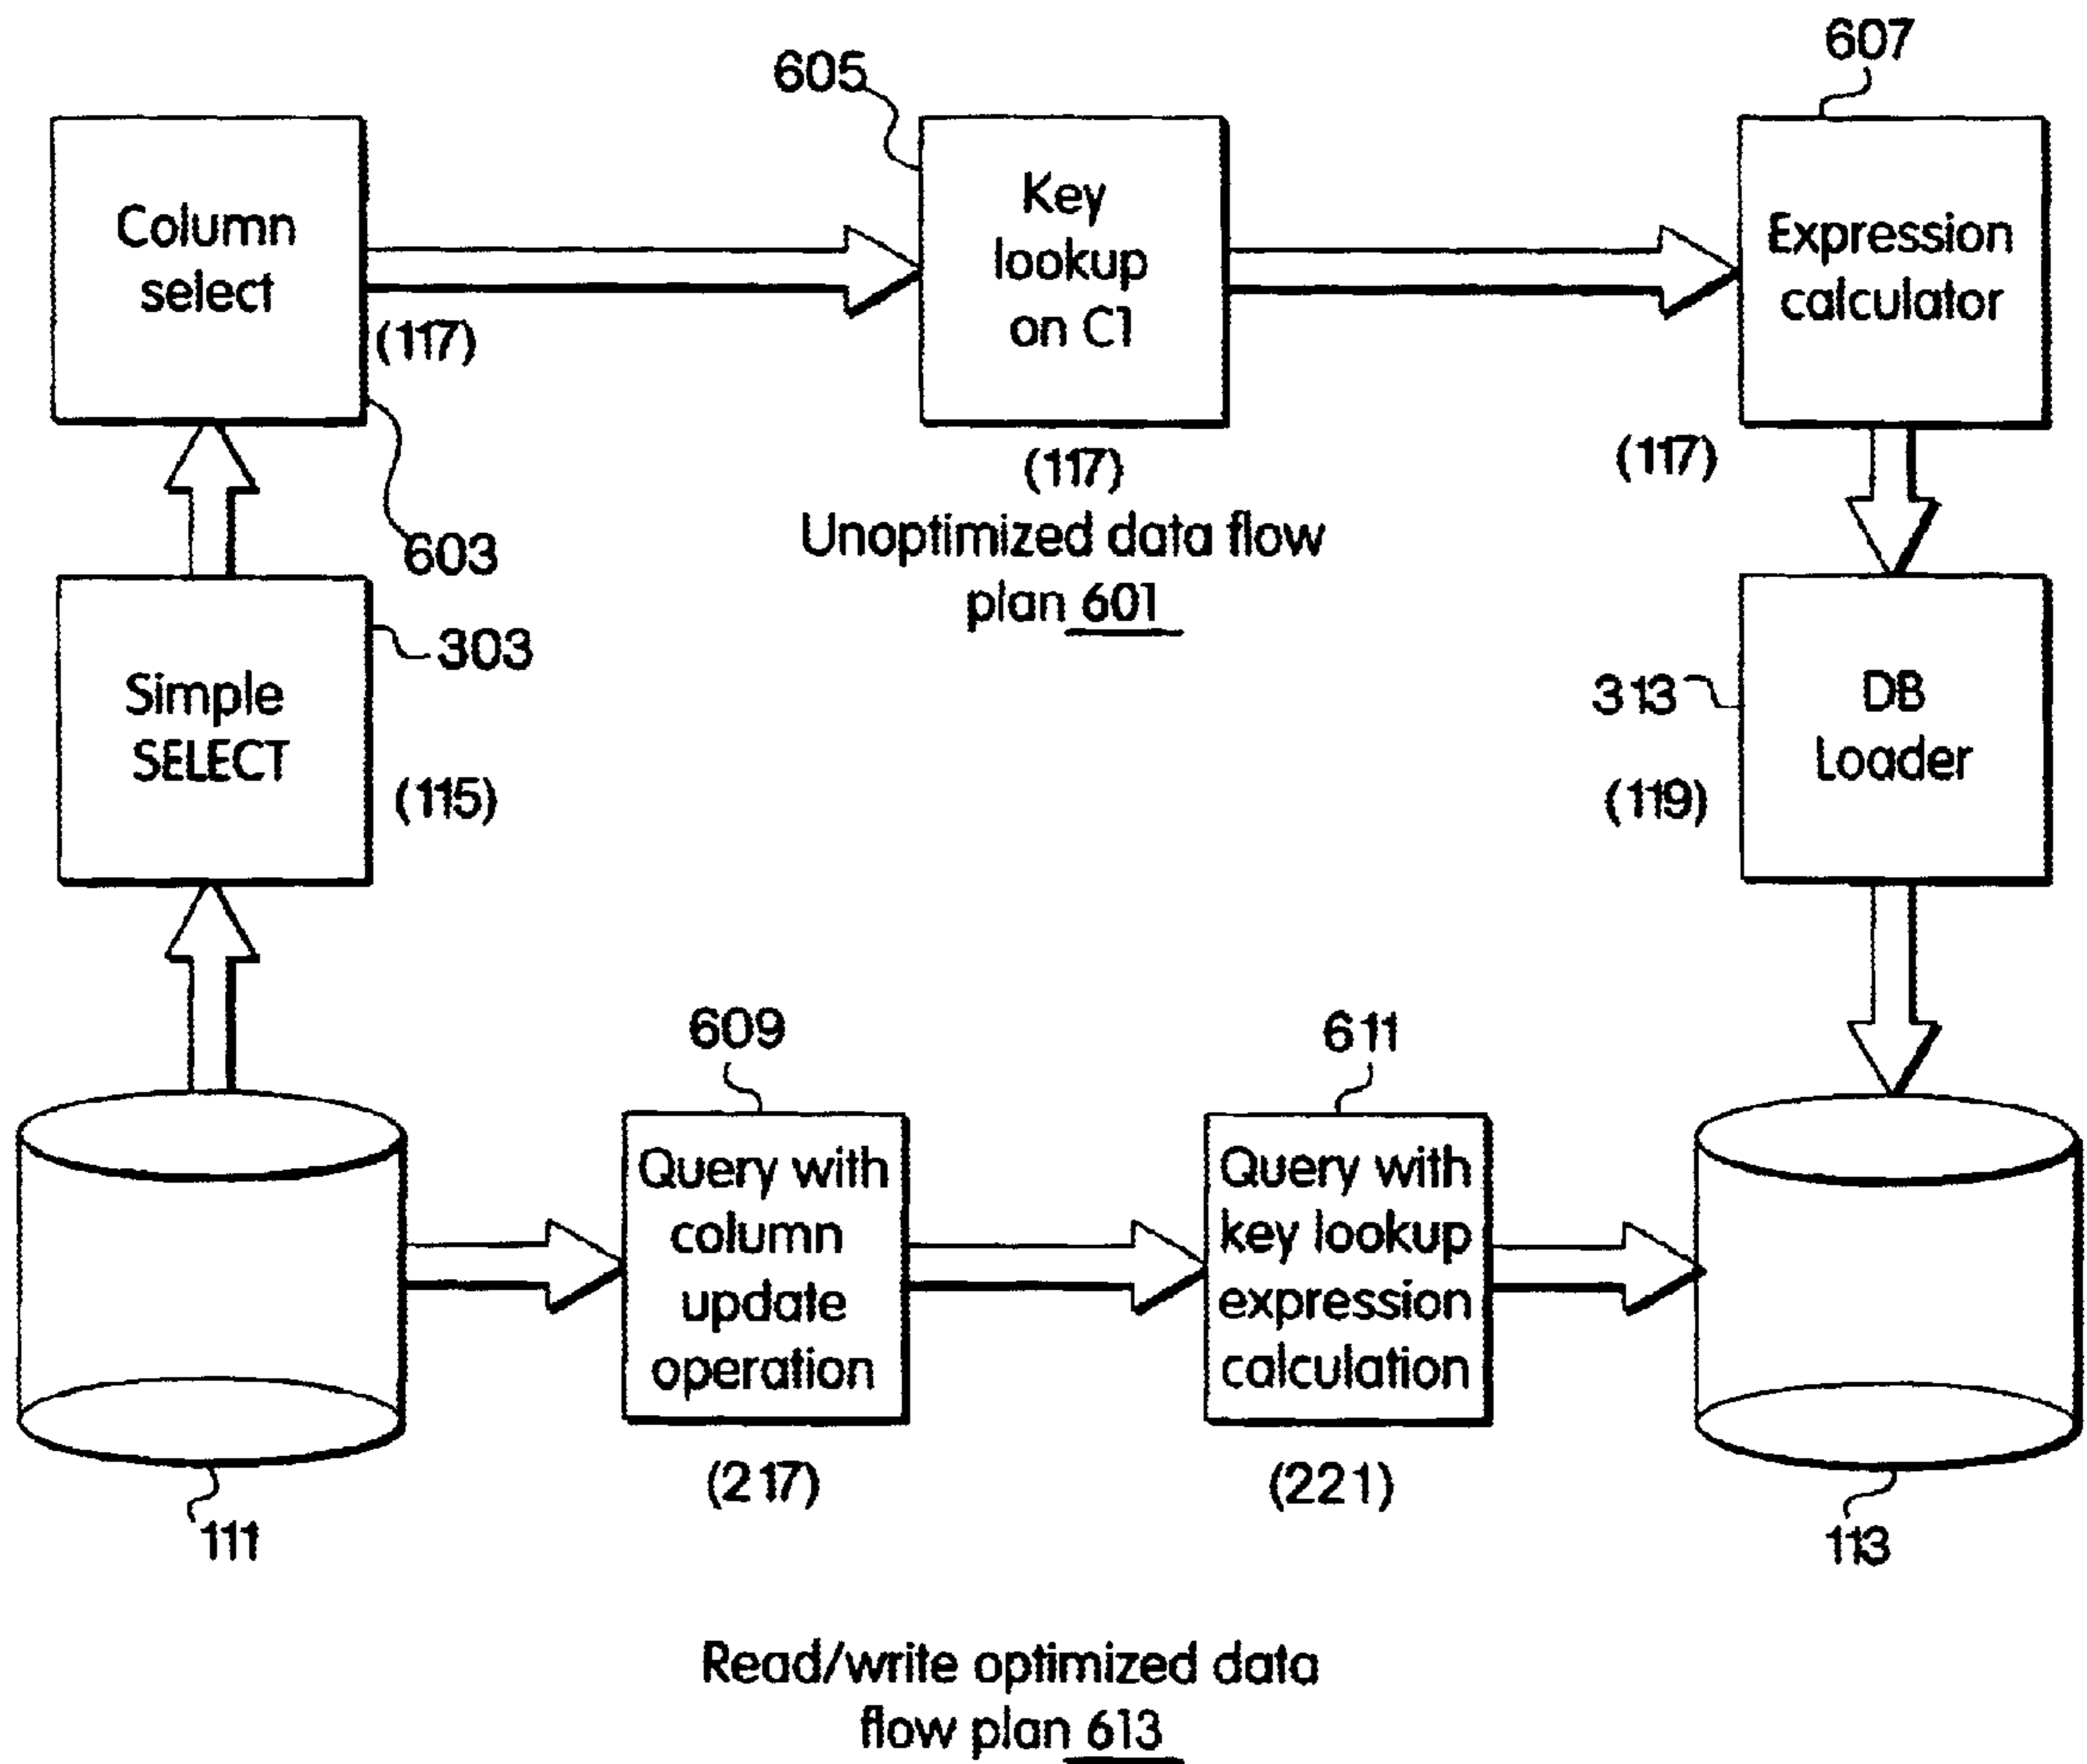 607
605
Column
select
(117)
603
Key
lookup
on C1
(117)
Expression
calculator
(117)
Unoptimized data flow
plan 601
303
Simple
SELECT
(115)
313
DB
Loader
(119)
609
611
Query with
column
update
operation
(217)
Query with
key lookup
expression
calculation
(221)
111
113
Read/write optimized data
flow plan 613